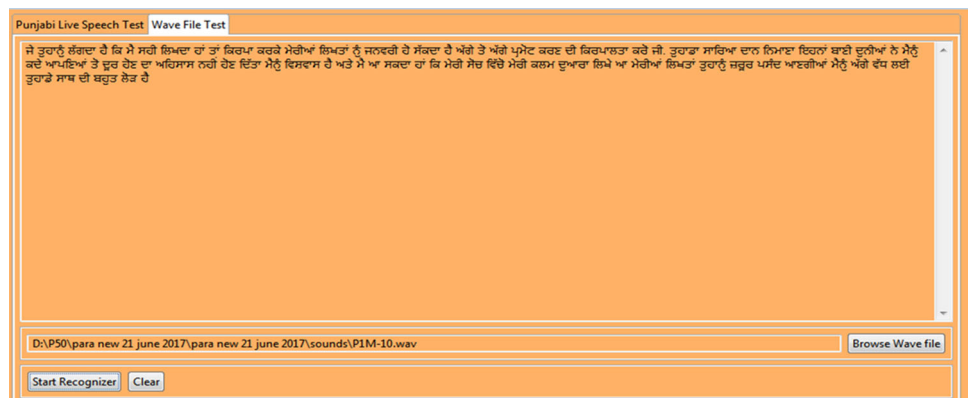 Punjabi Live Speech Test Wave File Test
ਜੇ ਤੁਹਾਨੂੰ ਲੱਗਦਾ ਹੈ ਕਿ ਮੈ ਸਹੀ ਲਿਖਦਾ ਹਾਂ ਤਾਂ ਕਿਰਪਾ ਕਰਕੇ ਮੇਰੀਆਂ ਲਿਖਤਾਂ ਨੂੰ ਜਨਵਰੀ ਹੇ ਸੱਕਦਾ ਹੈ ਅੱਗੇ ਤੇ ਅੱਗੇ ਪ੍ਰਮੇਟ ਕਰਣ ਦੀ ਕਿਰਪਾਲਤਾ ਕਰੇ ਜੀ. ਤੁਹਾਡਾ ਸਾਰਿਆ ਦਾਨ ਨਿਮਾਣਾ ਇਹਨਾਂ ਬਾਣੀ ਦੁਨੀਆਂ ਨੇ ਮੈਨੂੰ
ਕਦੇ ਆਪਣਿਆਂ ਤੇ ਦੂਰ ਹੋਣ ਦਾ ਅਹਿਸਾਸ ਨਹੀਂ ਹੋਣ ਦਿੱਤਾ ਮੈਨੂੰ ਵਿਸਵਾਸ ਹੈ ਅਤੇ ਮੈ ਆ ਸਕਦਾ ਹਾਂ ਕਿ ਮੇਰੀ ਸੋਚ ਵਿੱਚੋ ਮੇਰੀ ਕਲਮ ਦੁਆਰਾ ਲਿਖੇ ਆ ਮੇਰੀਆਂ ਲਿਖਤਾਂ ਤੁਹਾਨੂੰ ਜ਼ਰੂਰ ਪਸੰਦ ਆਣਗੀਆਂ ਮੈਨੂੰ ਅੱਗੇ ਵੱਧ ਲਈ
ਤੁਹਾਡੇ ਸਾਥ ਦੀ ਬਹੁਤ ਲੋੜ ਹੈ
D:\P50\para new 21 june 2017\para new 21 june 2017\sounds\P1M-10.wav Browse Wave file
Start Recognizer Clear